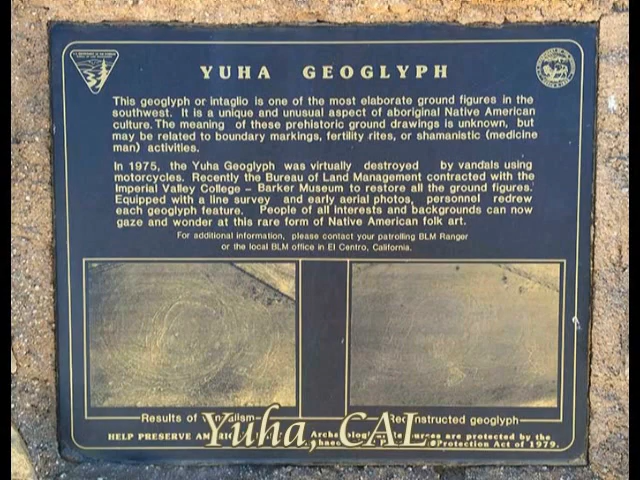 YUHA GEOGLYPH
This geoglyph or intaglio is one of the most elaborate ground figures in the
southwest. It is a unique and unusual aspect of aboriginal Native American
culture. The meaning of these prehistoric ground drawings is unknown, but
may be related to boundary markings, fertility rites, or shamanistic (medicine
man) activities.
In 1975, the Yuha Geoglyph was virtually destroyed by vandals using
motorcycles. Recently the Bureau of Land Management contracted with the
Imperial Valley College – Barker Museum to restore all the ground figures.
Equipped with a line survey and early aerial photos, personnel redrew
each geoglyph feature. People of all interests and backgrounds can now
gaze and wonder at this rare form of Native American folk art.
For additional information, please contact your patrolling BLM Ranger
or the local BLM office in El Centro, California.
Results of
Reconstructed geoglyph
Yuha, CAL.
HELP PRESERVE are protected by the
Protection Act of 1979.